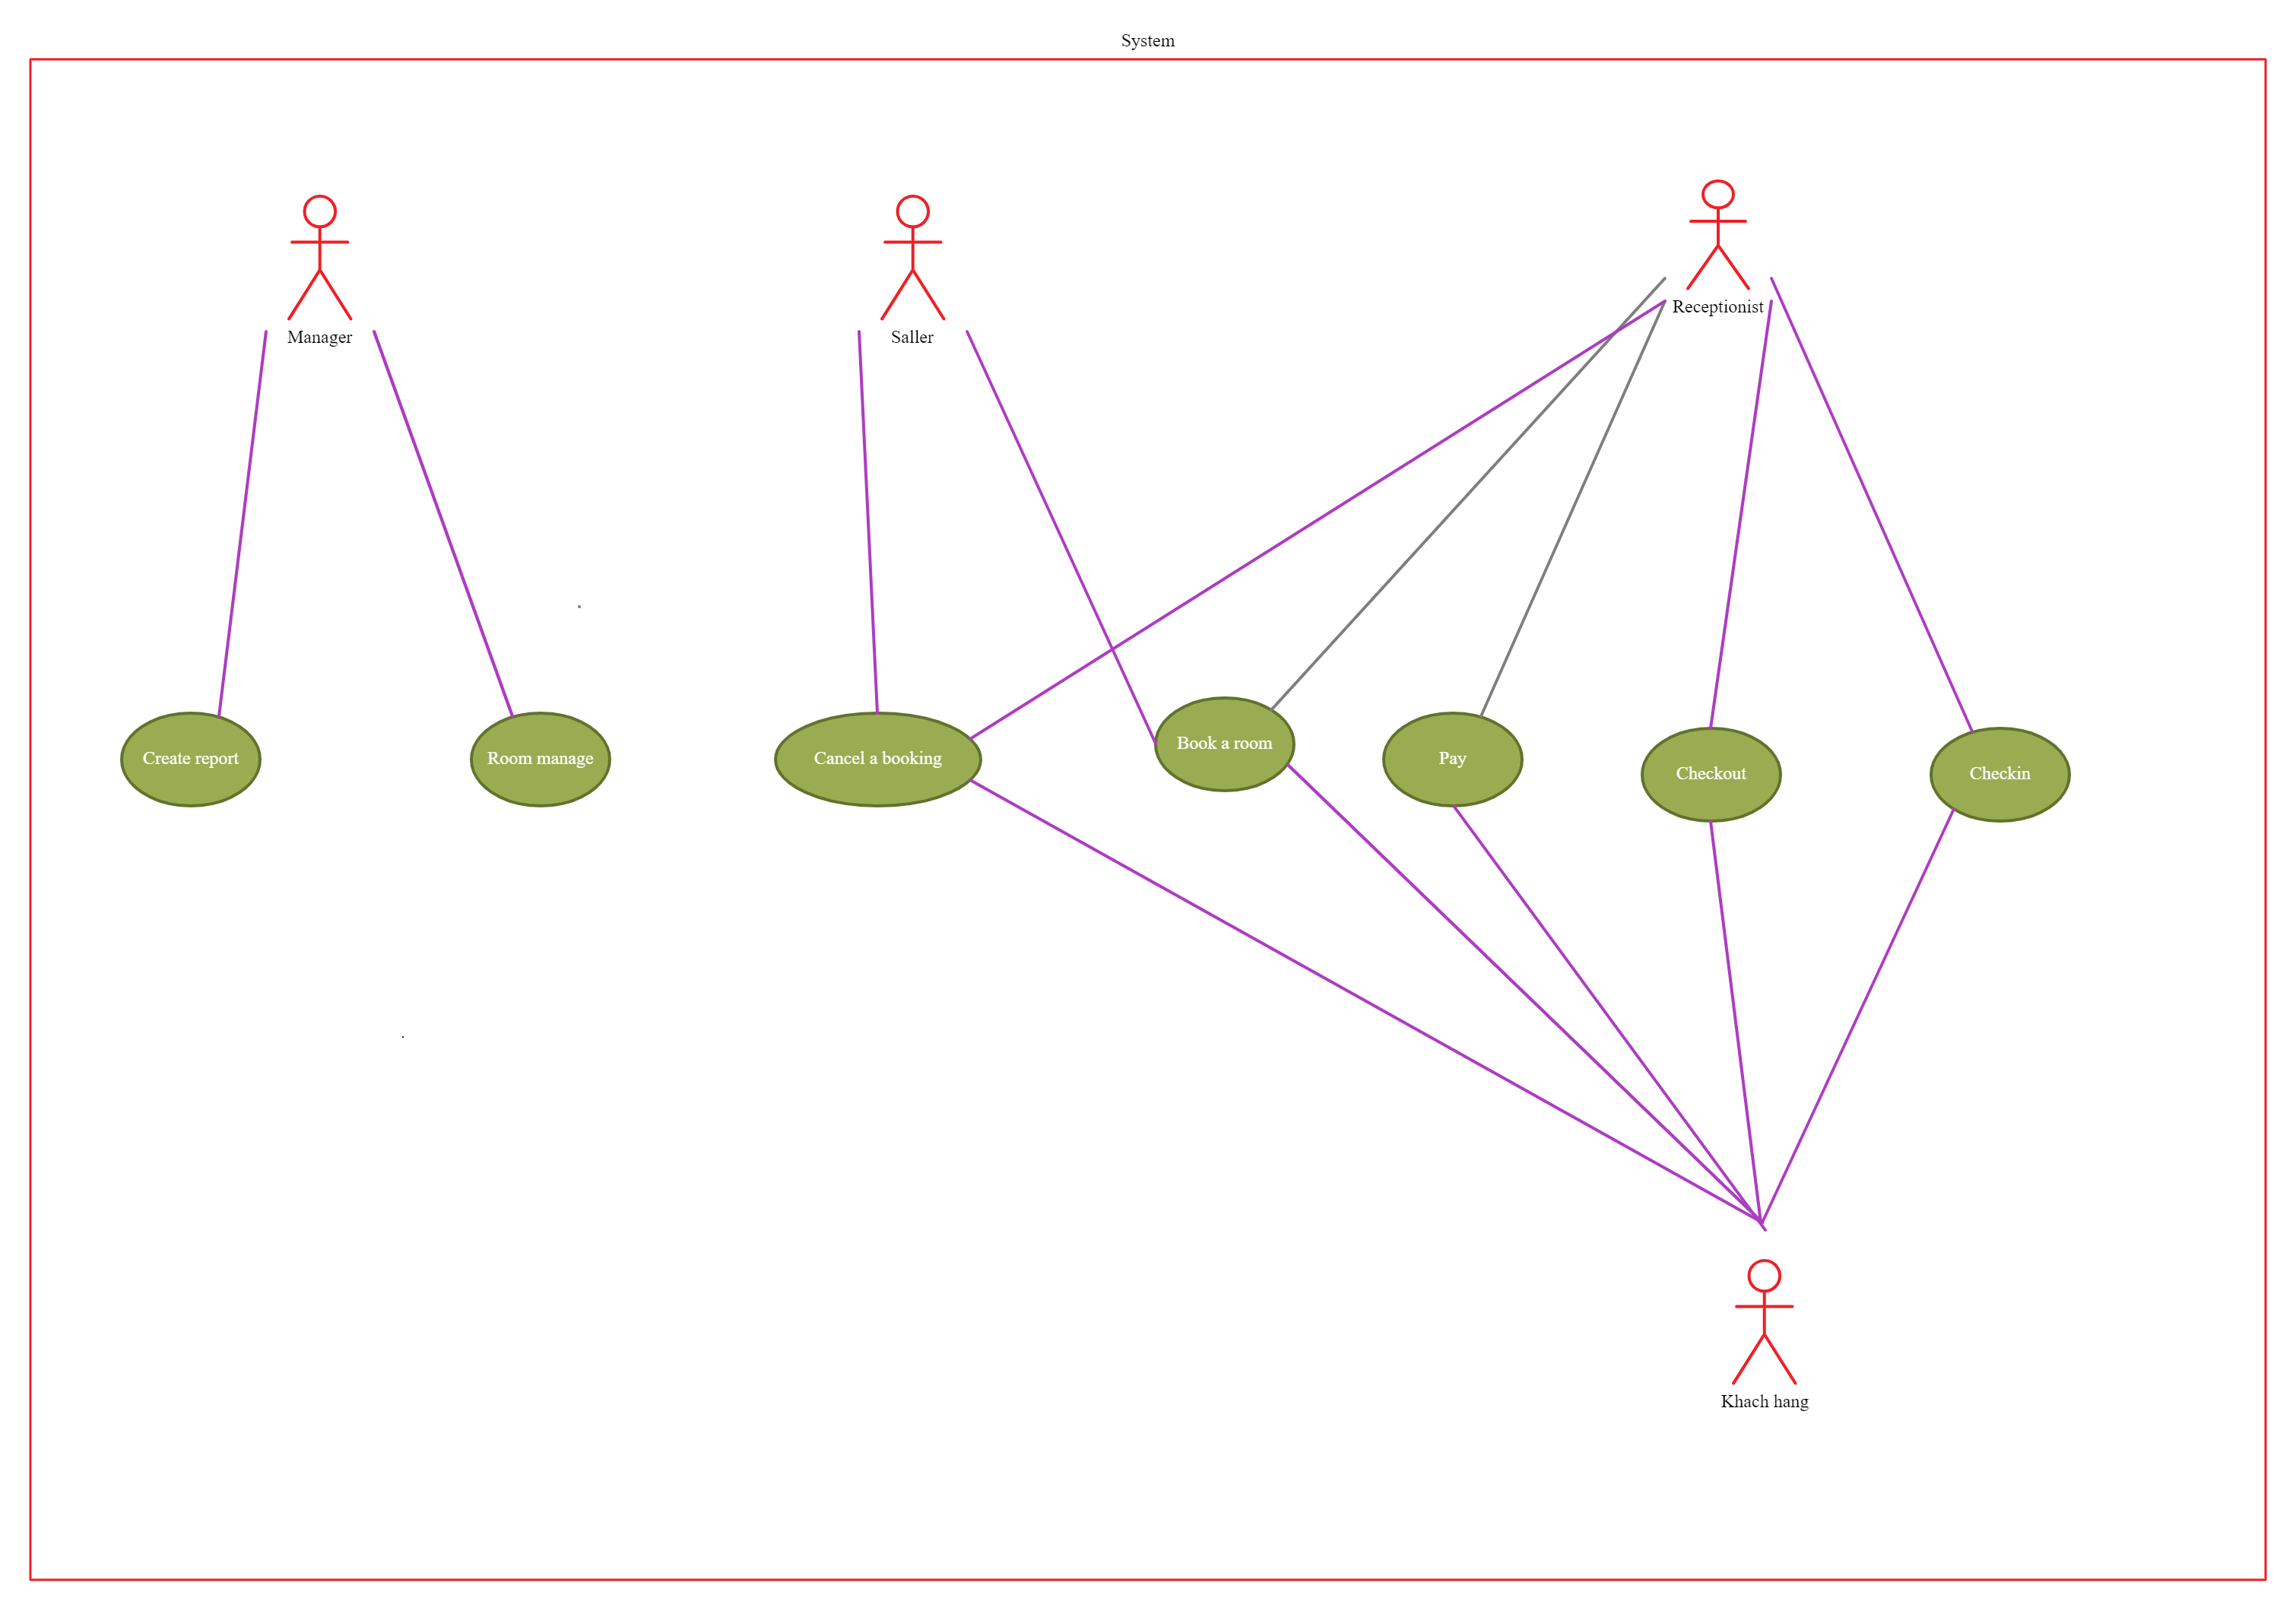 System
Manager
Saller
Receptionist
Create report
Room manage
Cancel a booking
Book a room
Pay
Checkout
Checkin
Khach hang